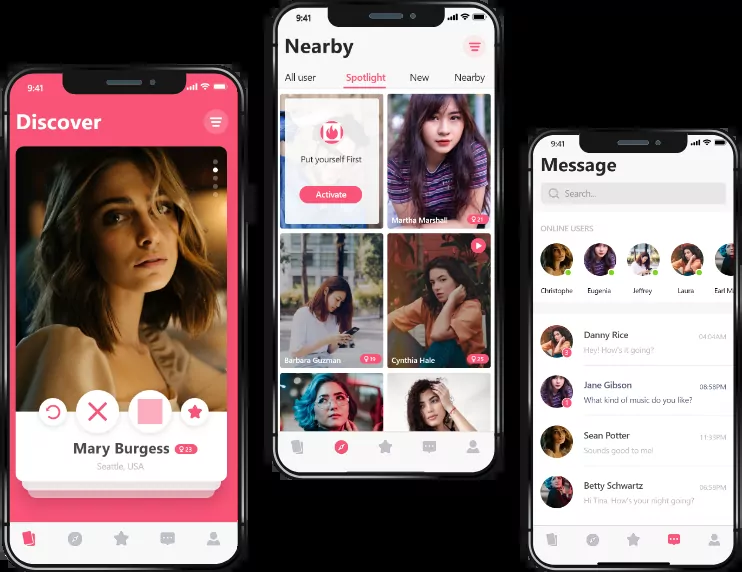 9:41
Discover
Mary Burgess 23
Seattle, USA
9:41
Nearby
All user Spotlight New Nearby
Put yourself First
Activate
Martha Marshall 21
Barbara Guzman 19
Cynthia Hale 25
9:41
Message
Search...
ONLINE USERS
Christophe Eugenia Jeffrey Laura Earl M
Danny Rice 04:04AM
Hey! How's it going?
2
Jane Gibson 08:58PM
What kind of music do you like?
1
Sean Potter 11:33PM
Sounds good to me!
Betty Schwartz 06:59PM
Hi Tina. How's your night going?